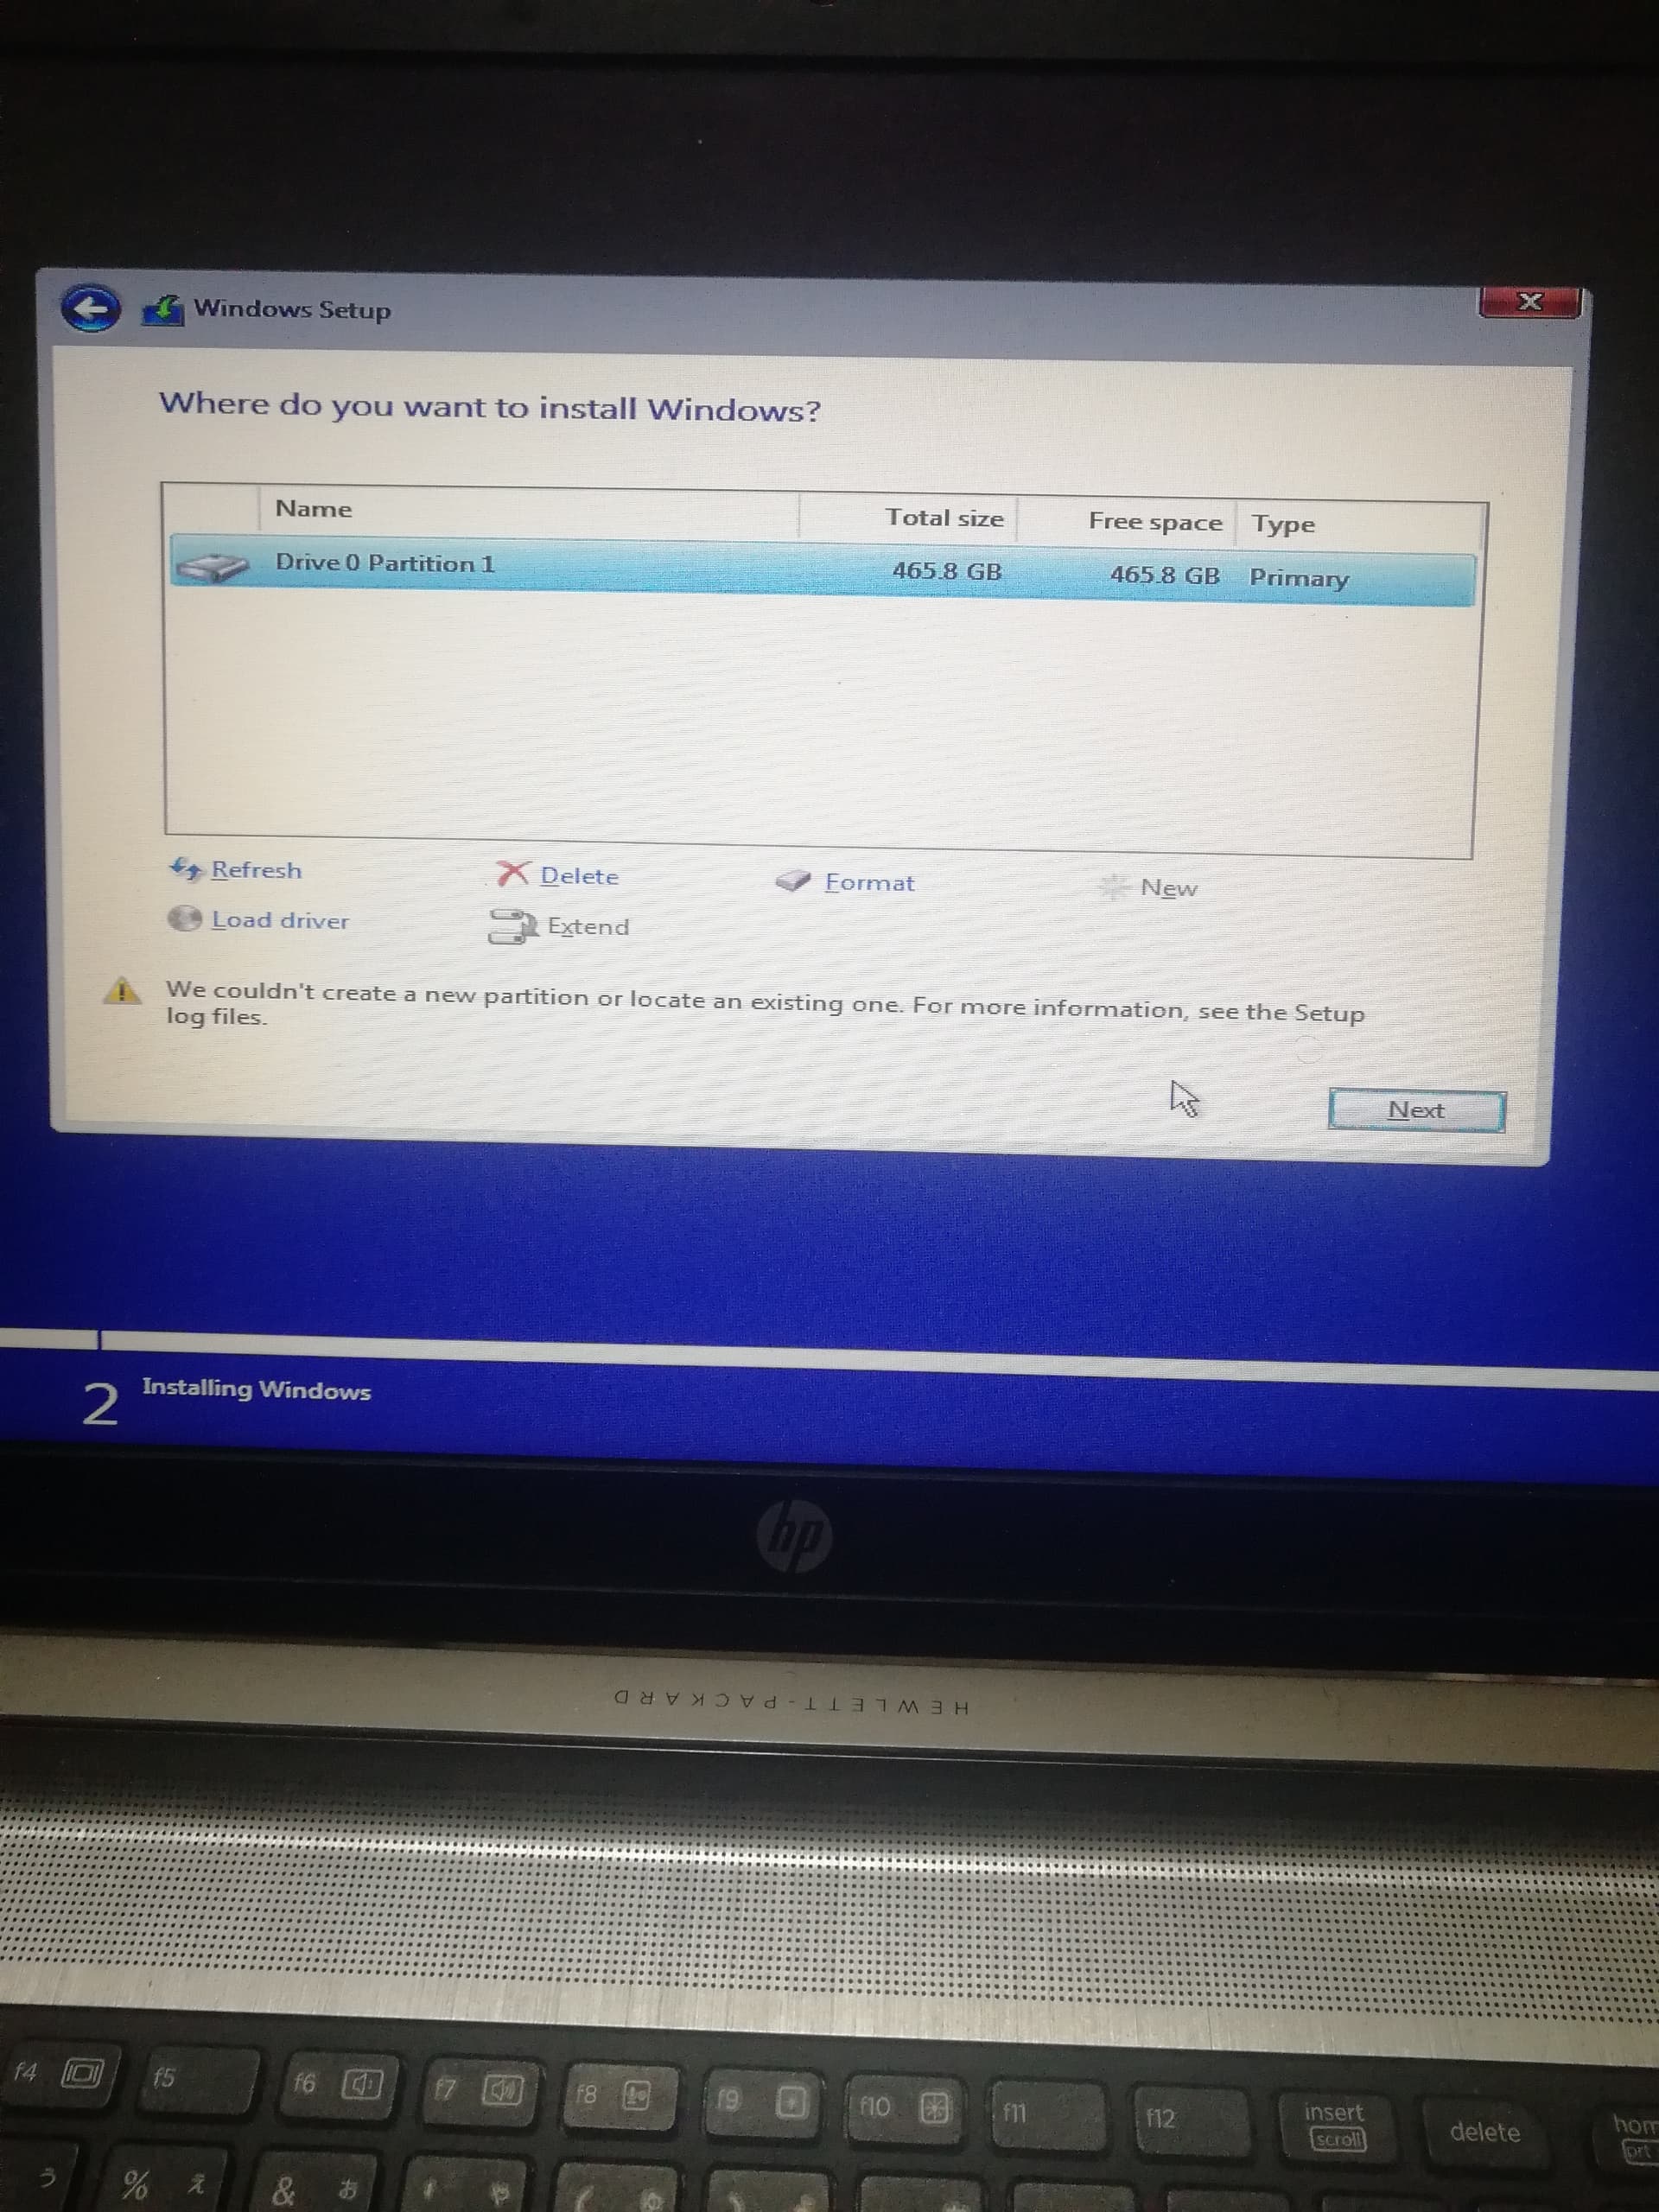 Windows Setup
Where do you want to install Windows?
Name Total size Free space Type
Drive 0 Partition 1 465.8 GB 465.8 GB Primary
Refresh Delete Format New
Load driver Extend
We couldn't create a new partition or locate an existing one. For more information, see the Setup
log files.
Next
2 Installing Windows
hp
HEWLETT-PACKARD
f4 f5 f6 f7 f8 f9 f10 f11 f12 insert delete
scroll
う % え & お